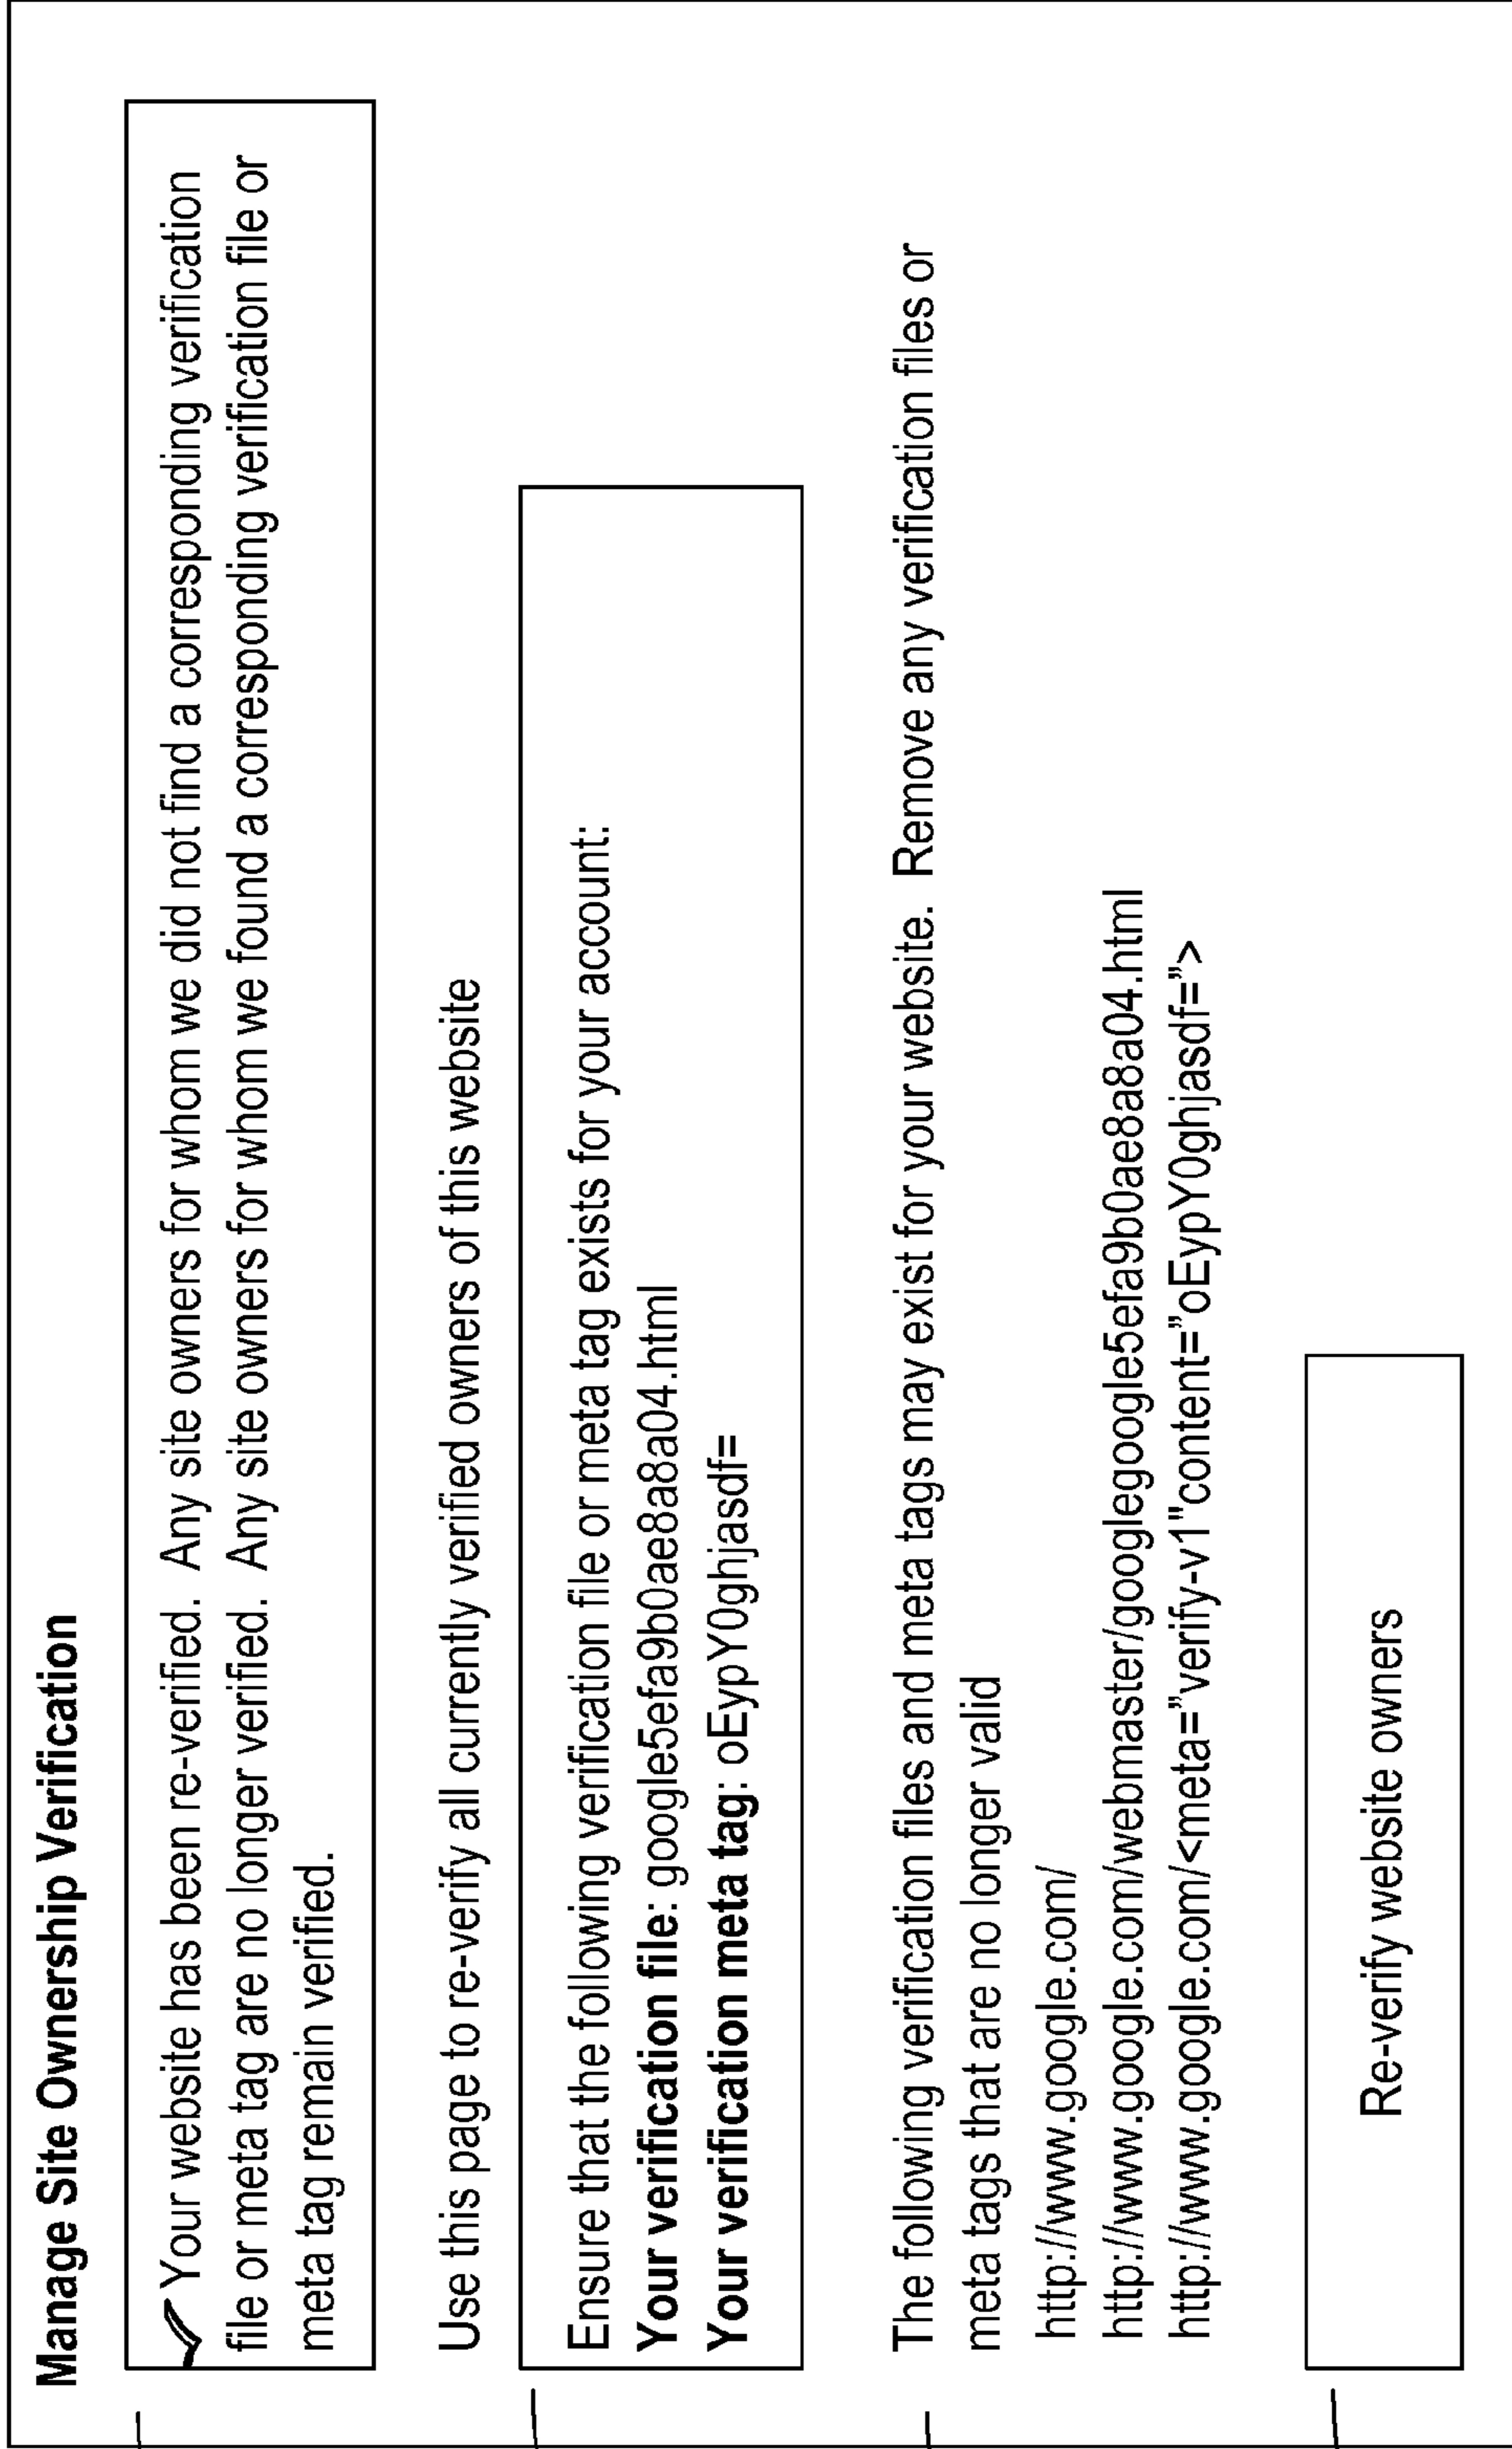 Manage Site Ownership Verification
Your website has been re-verified.  Any site owners for whom we did not find a corresponding verification
file or meta tag are no longer verified.  Any site owners for whom we found a corresponding verification file or
meta tag remain verified.
Use this page to re-verify all currently verified owners of this website
Ensure that the following verification file or meta tag exists for your account:
Your verification file: google5efa9b0ae8a8a04.html
Your verification meta tag: oEypY0ghjasdf=
The following verification files and meta tags may exist for your website.  Remove any verification files or
meta tags that are no longer valid
http://www.google.com/
http://www.google.com/webmaster/googlegoogle5efa9b0ae8a8a04.html
http://www.google.com/<meta=”verify-v1"content=”oEypY0ghjasdf=”>
Re-verify website owners